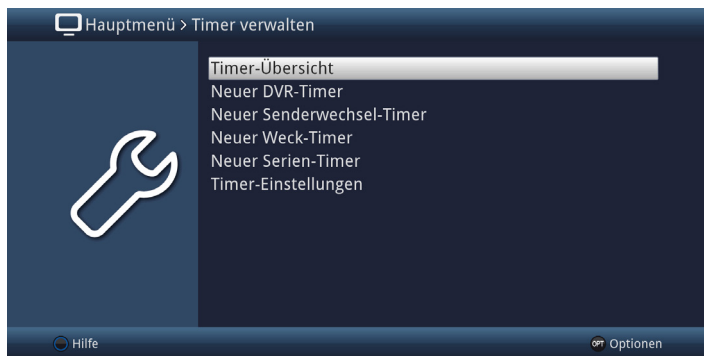 Hauptmenü > Timer verwalten
Timer-Übersicht
Neuer DVR-Timer
Neuer Senderwechsel-Timer
Neuer Weck-Timer
Neuer Serien-Timer
Timer-Einstellungen
Hilfe
OPT Optionen